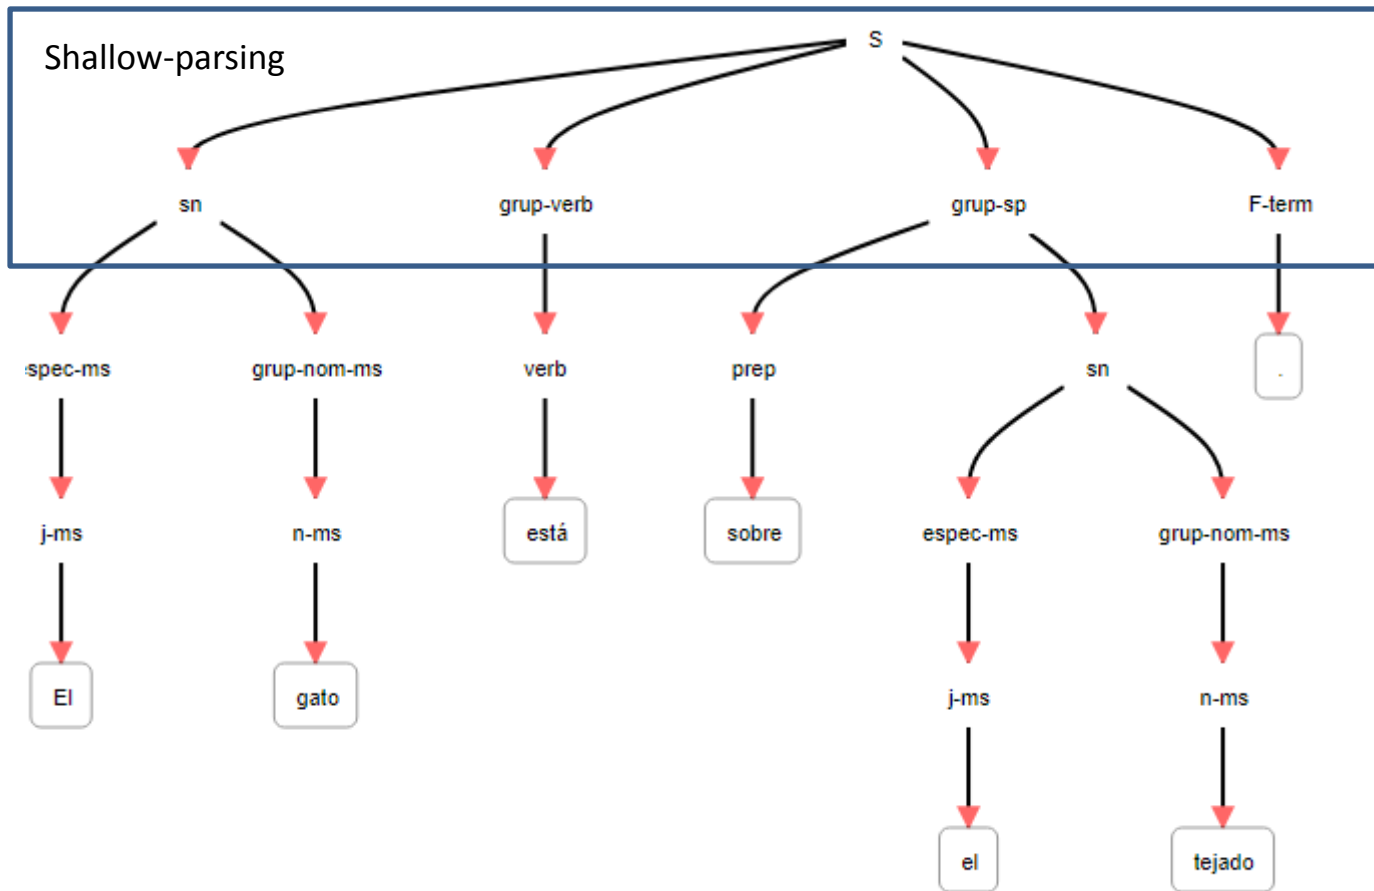 S
Shallow-parsing
sn grup-verb grup-sp F-term
spec-ms grup-nom-ms verb prep sn .
j-ms n-ms está sobre espec-ms grup-nom-ms
El gato j-ms n-ms
el tejado